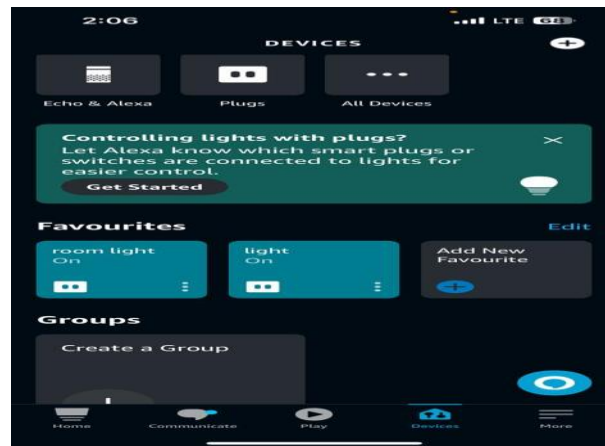 2:06
LTE 68
DEVICES
Echo & Alexa
Plugs
All Devices
Controlling lights with plugs?
Let Alexa know which smart plugs or
switches are connected to lights for
easier control.
Get Started
Favourites
Edit
room light
On
light
On
Add New
Favourite
Groups
Create a Group
Home
Communicate
Play
Devices
More